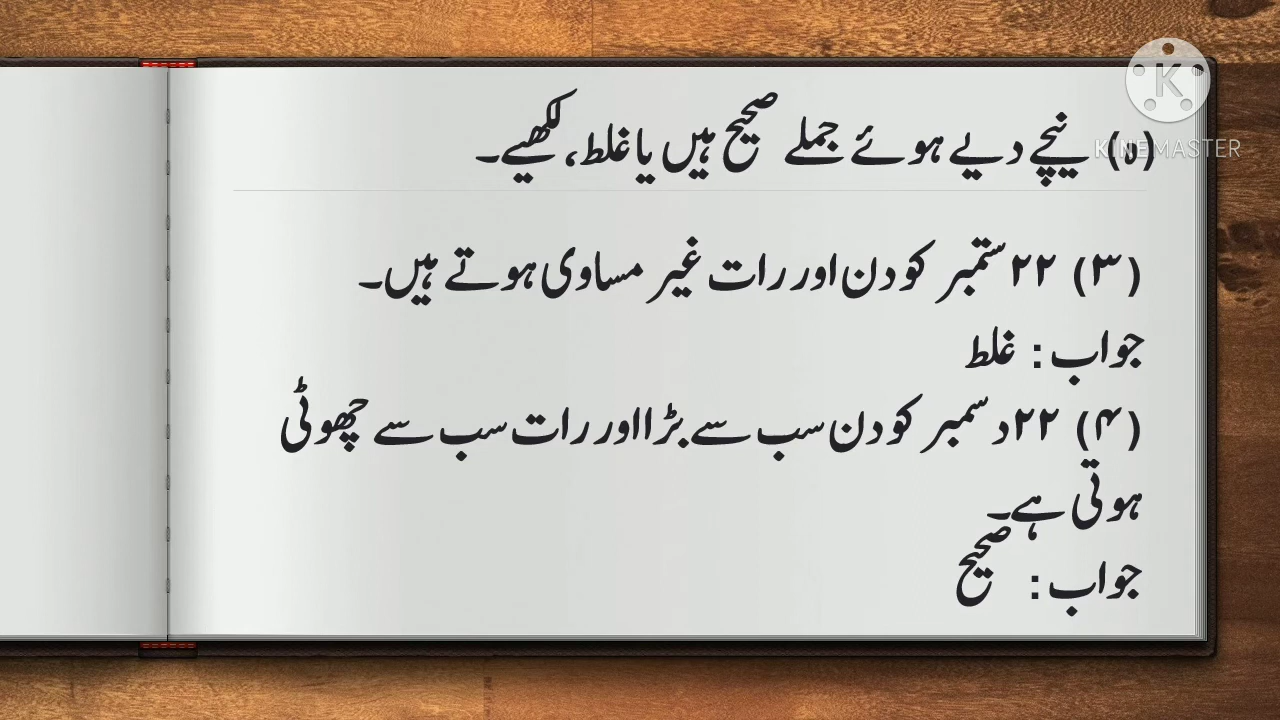 KINEMASTER
(ہ) نیچے دیے ہوئے جملے صحیح ہیں یا غلط، لکھیے۔
(۳) ۲۲ ستمبر کو دن اور رات غیر مساوی ہوتے ہیں۔
جواب: غلط
(۴) ۲۲ دسمبر کو دن سب سے بڑا اور رات سب سے چھوٹی
ہوتی ہے۔
جواب: صحیح